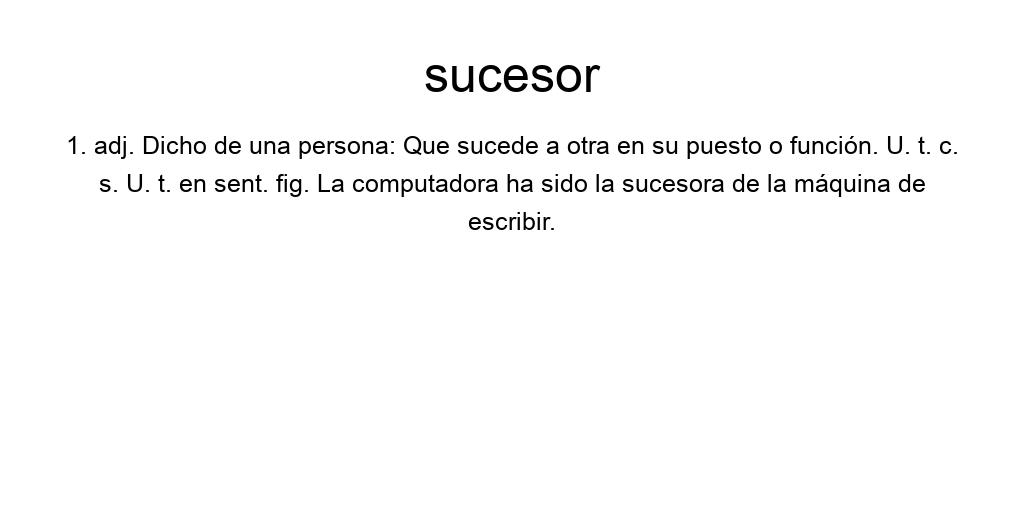 sucesor
1. adj. Dicho de una persona: Que sucede a otra en su puesto o función. U. t. c.
s. U. t. en sent. fig. La computadora ha sido la sucesora de la máquina de
escribir.